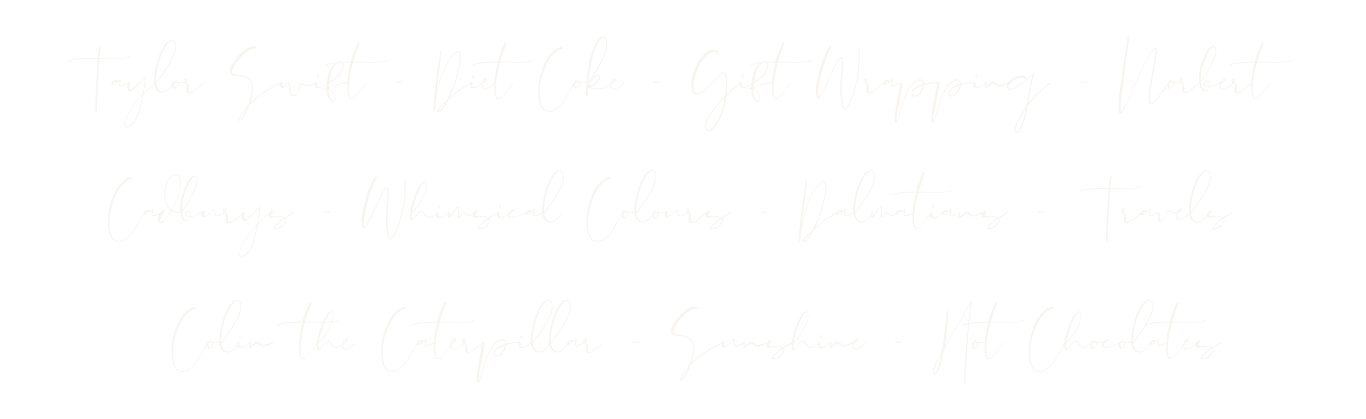 Taylor Swift - Diet Coke - Gift Wrapping - Norbert
Cadburys - Whimsical Colours - Dalmatians - Travels
Colin the Caterpillar - Sunshine - Hot Chocolates